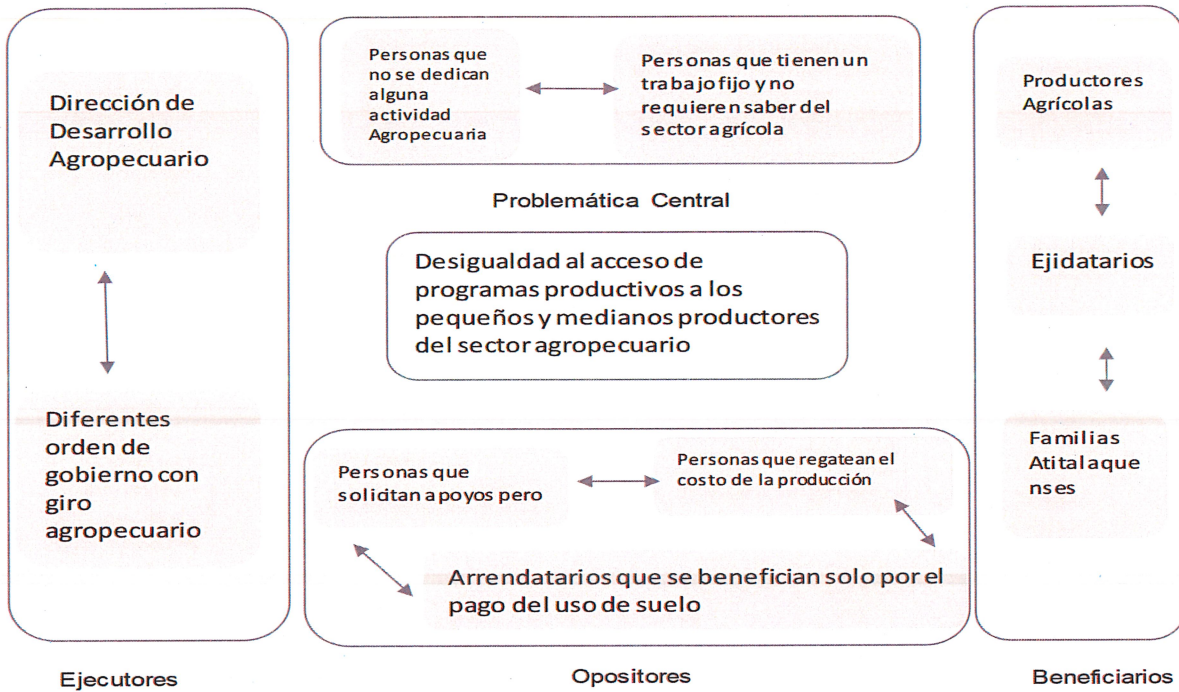 Dirección de
Desarrollo
Agropecuario
Diferentes
orden de
gobierno con
giro
agropecuario
Ejecutores
Personas que
no se dedican
alguna
actividad
Agropecuaria
Personas que tienen un
trabajo fijo y no
requieren saber del
sector agrícola
Problemática Central
Desigualdad al acceso de
programas productivos a los
pequeños y medianos productores
del sector agropecuario
Personas que
solicitan apoyos pero
Personas que regatean el
costo de la producción
Arrendatarios que se benefician solo por el
pago del uso de suelo
Opositores
Productores
Agrícolas
Ejidatarios
Familias
Atitalaque
nses
Beneficiarios